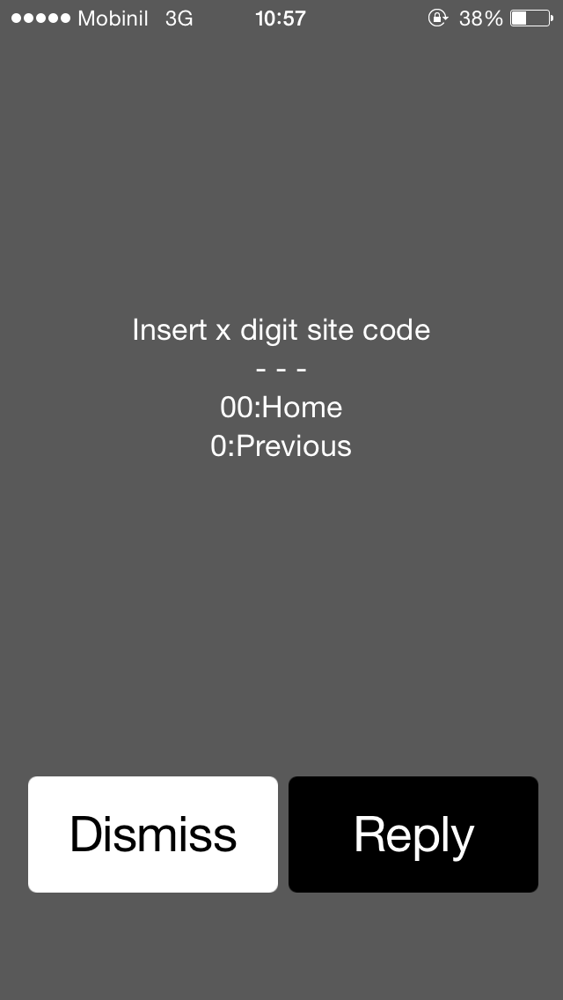 Mobinil 3G 10:57 38%
Insert x digit site code
- - -
00:Home
0:Previous
Dismiss Reply